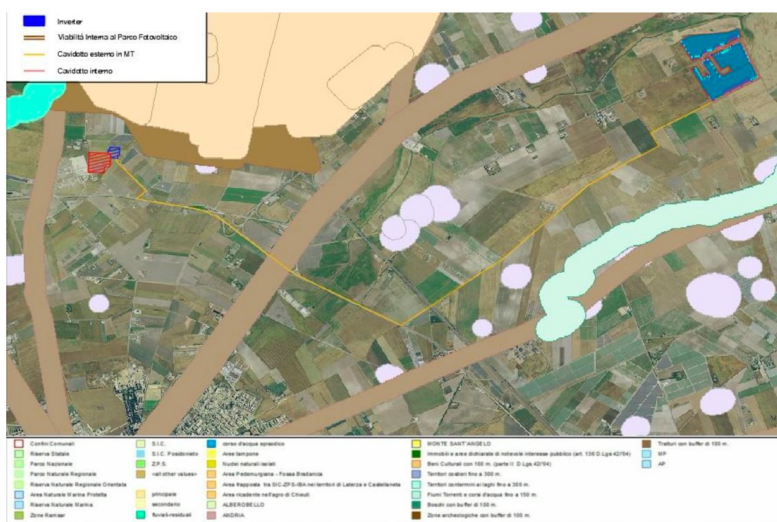 Inverter
Viabilità Interna al Parco Fotovoltaico
Cavidotto esterno in MT
Cavidotto interno
Confini Comunali
Riserva Statale
Parco Nazionale
Parco Naturale Regionale
Riserva Naturale Regionale Orientata
Area Naturale Marina Protetta
Riserva Naturale Marina
Zone Ramsar
S.I.C.
S.I.C. Posidonieto
Z.P.S.
<all other values>
principale
secondario
fluviali-residuali
corso d'acqua episodico
Aree tampone
Nuclei naturali isolati
Area Pedemurgiana - Fossa Bradanica
Area Frapposta tra SIC-ZPS-IBA nei territori di Laterza e Castellaneta
Area ricadente nell'agro di Chieuti
ALBEROBELLO
ANDRIA
MONTE SANT'ANGELO
Immobili e aree dichiarate di notevole interesse pubblico (art. 136 D.Lgs 42/04)
Beni Culturali con 100 m. (parte II D.Lgs 42/04)
Territori costieri fino a 300 m.
Territori contermini ai laghi fino a 300 m.
Fiumi Torrenti e corsi d'acqua fino a 150 m.
Boschi con buffer di 100 m.
Zone archeologiche con buffer di 100 m.
Tratturi con buffer di 100 m.
MP
AP